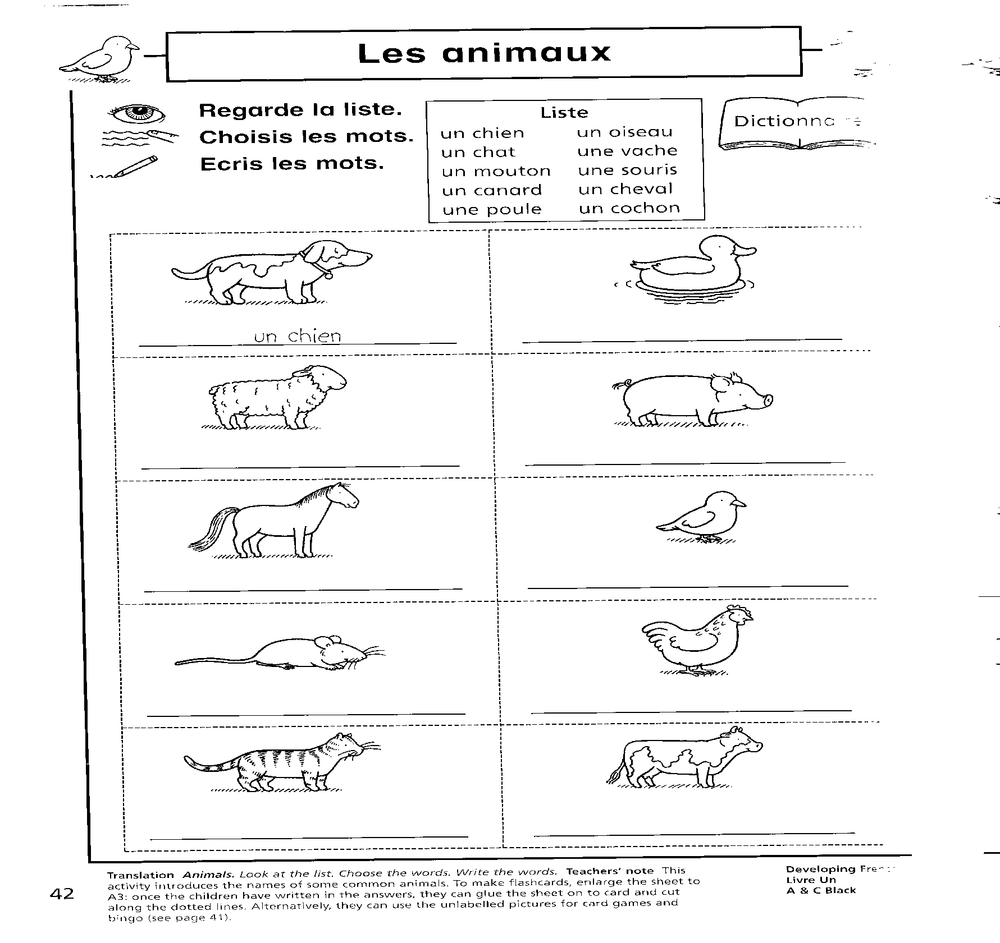 Les animaux
Regarde la liste.
Choisis les mots.
Ecris les mots.
Liste
un chien un oiseau
un chat une vache
un mouton une souris
un canard un cheval
une poule un cochon
un chien
Translation Animals. Look at the list. Choose the words. Write the words. Teachers' note This
activity introduces the names of some common animals. To make flashcards, enlarge the sheet to
A3: once the children have written in the answers, they can glue the sheet on to card and cut
along the dotted lines. Alternatively, they can use the unlabelled pictures for card games and
bingo (see page 41).
Developing
Livre Un
A & C Black
42